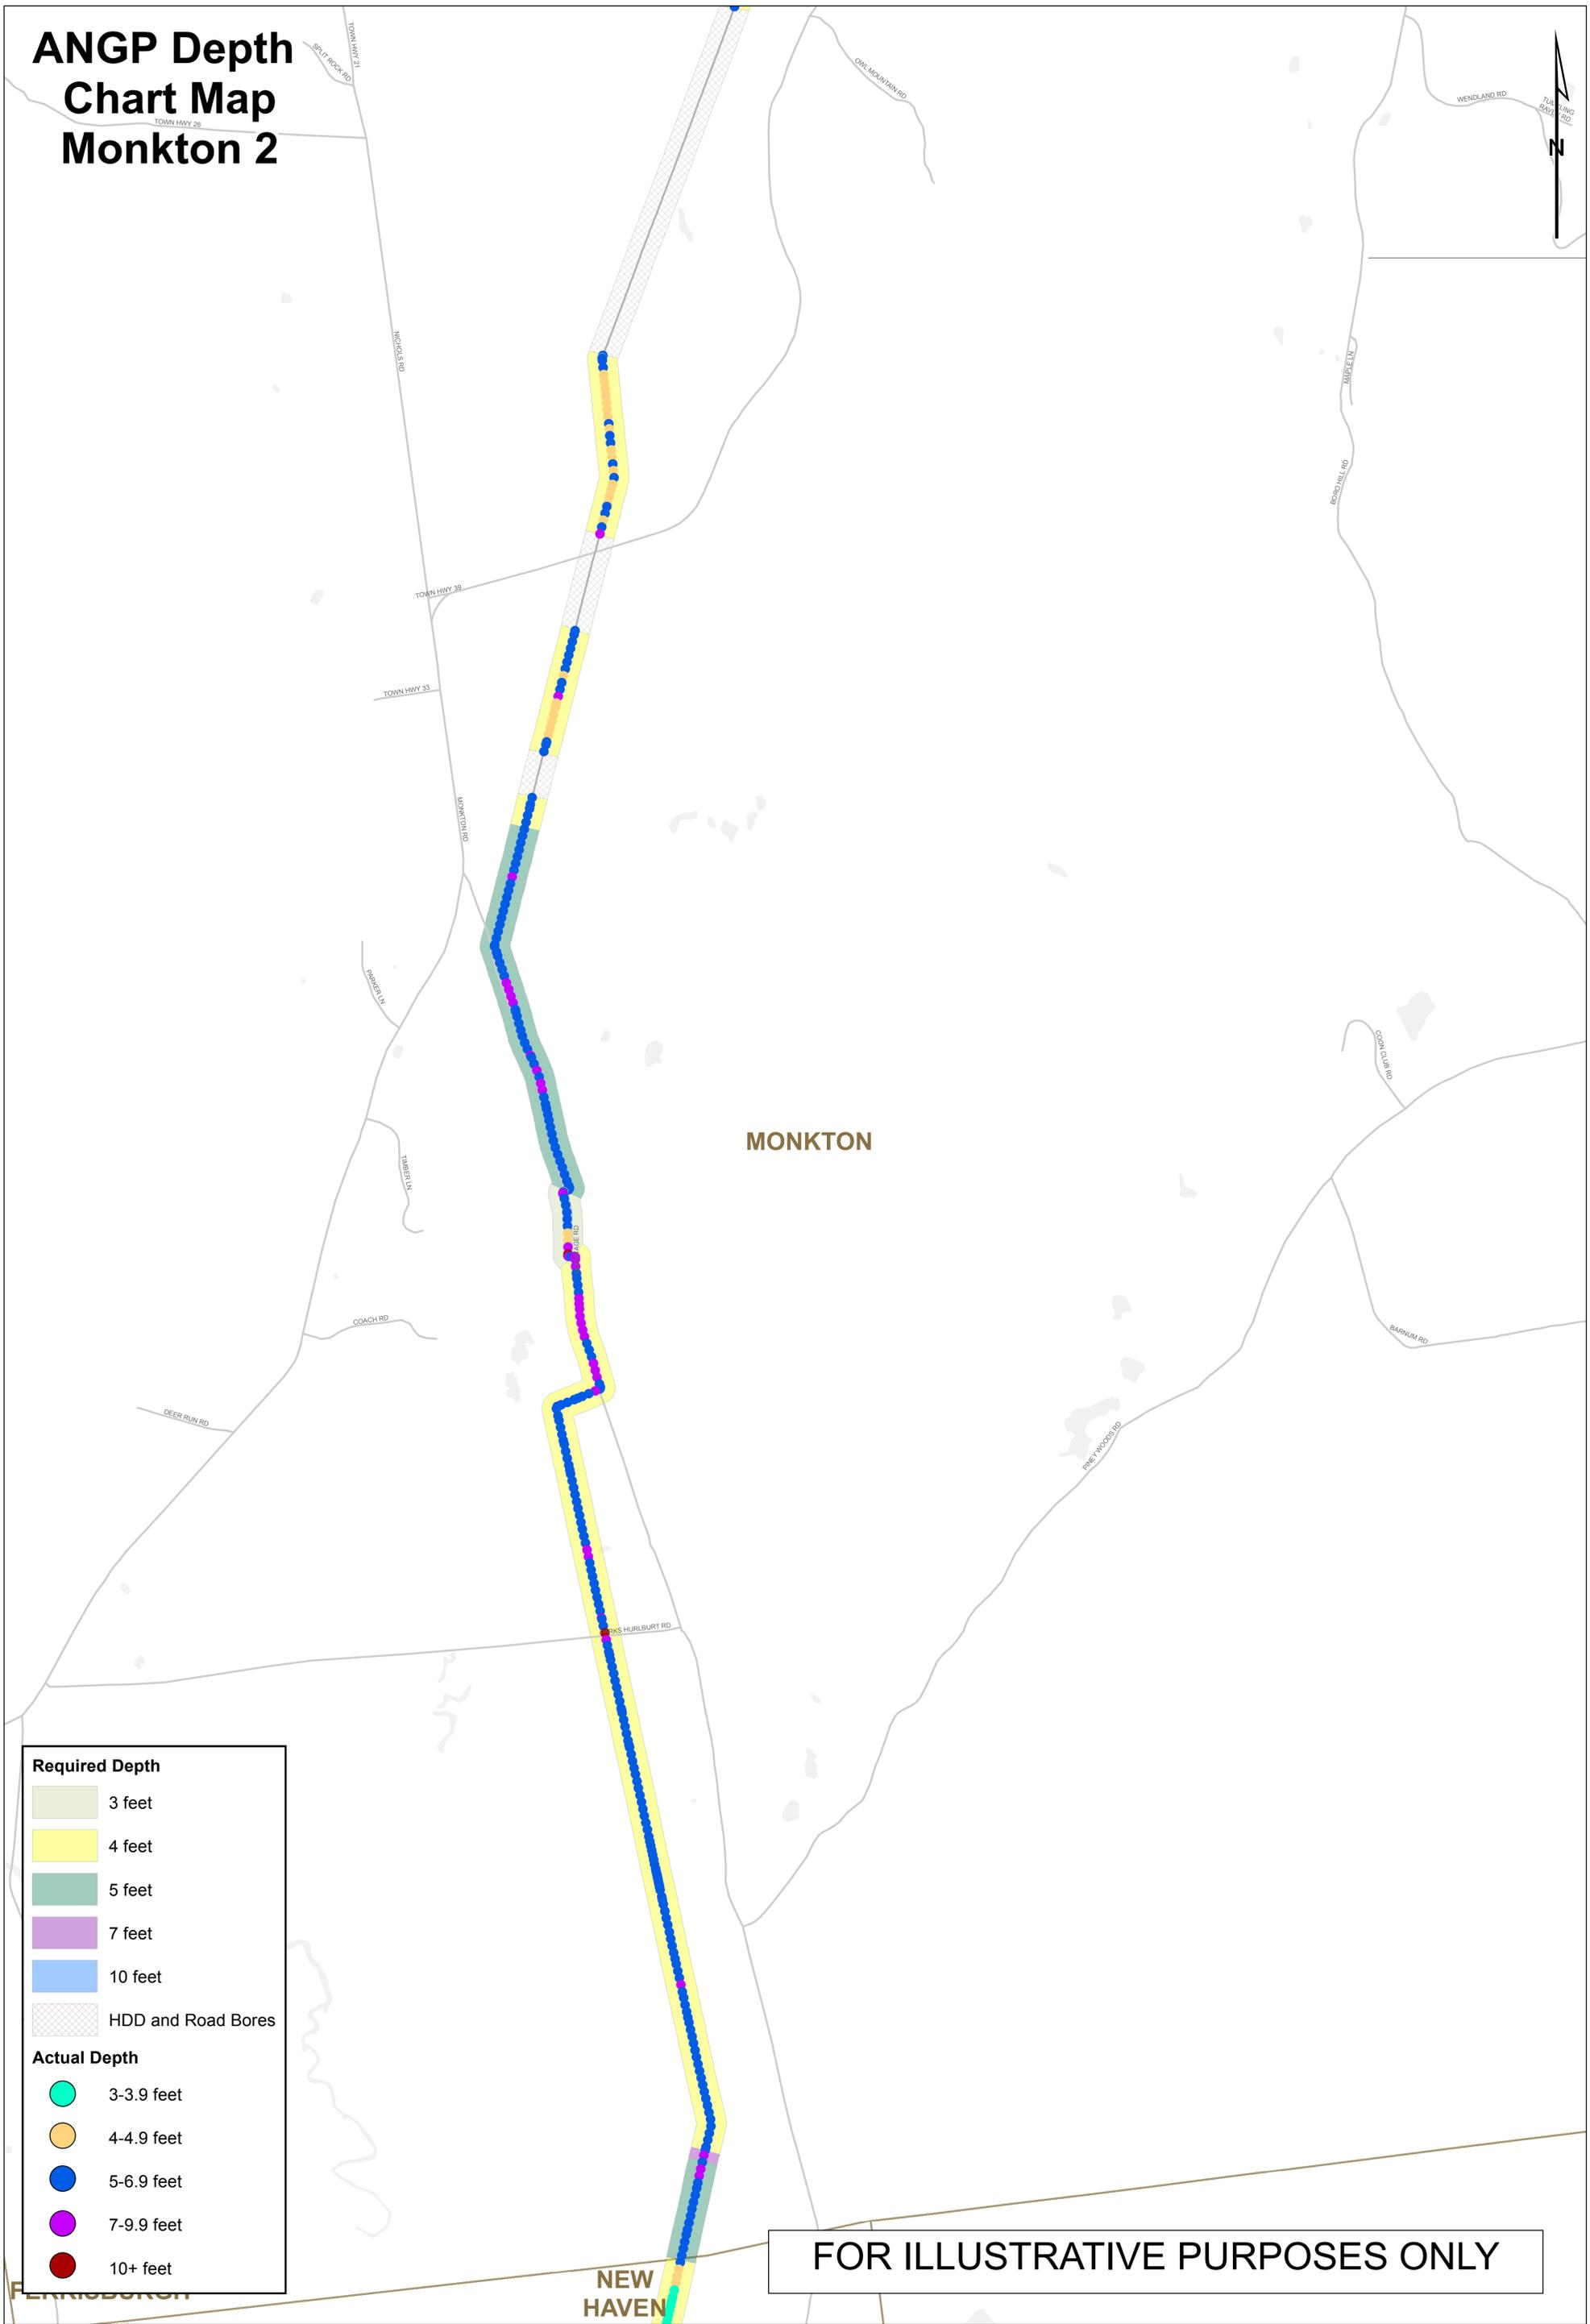 ANGP Depth
Chart Map
Monkton 2
TOWN HWY 21
SPLIT ROCK RD
TOWN HWY 26
OWL MOUNTAIN RD
WENDLAND RD
N
NICHOLS RD
MAPLE LN
BORO HILL RD
TOWN HWY 39
TOWN HWY 33
MONKTON RD
PARKER LN
COON CLUB RD
MONKTON
TIMBER LN
AGE RD
COACH RD
BARNUM RD
DEER RUN RD
PINEY WOODS RD
RKS HURLBURT RD
Required Depth
3 feet
4 feet
5 feet
7 feet
10 feet
HDD and Road Bores
Actual Depth
3-3.9 feet
4-4.9 feet
5-6.9 feet
7-9.9 feet
10+ feet
FERRISBURGH
NEW
HAVEN
FOR ILLUSTRATIVE PURPOSES ONLY